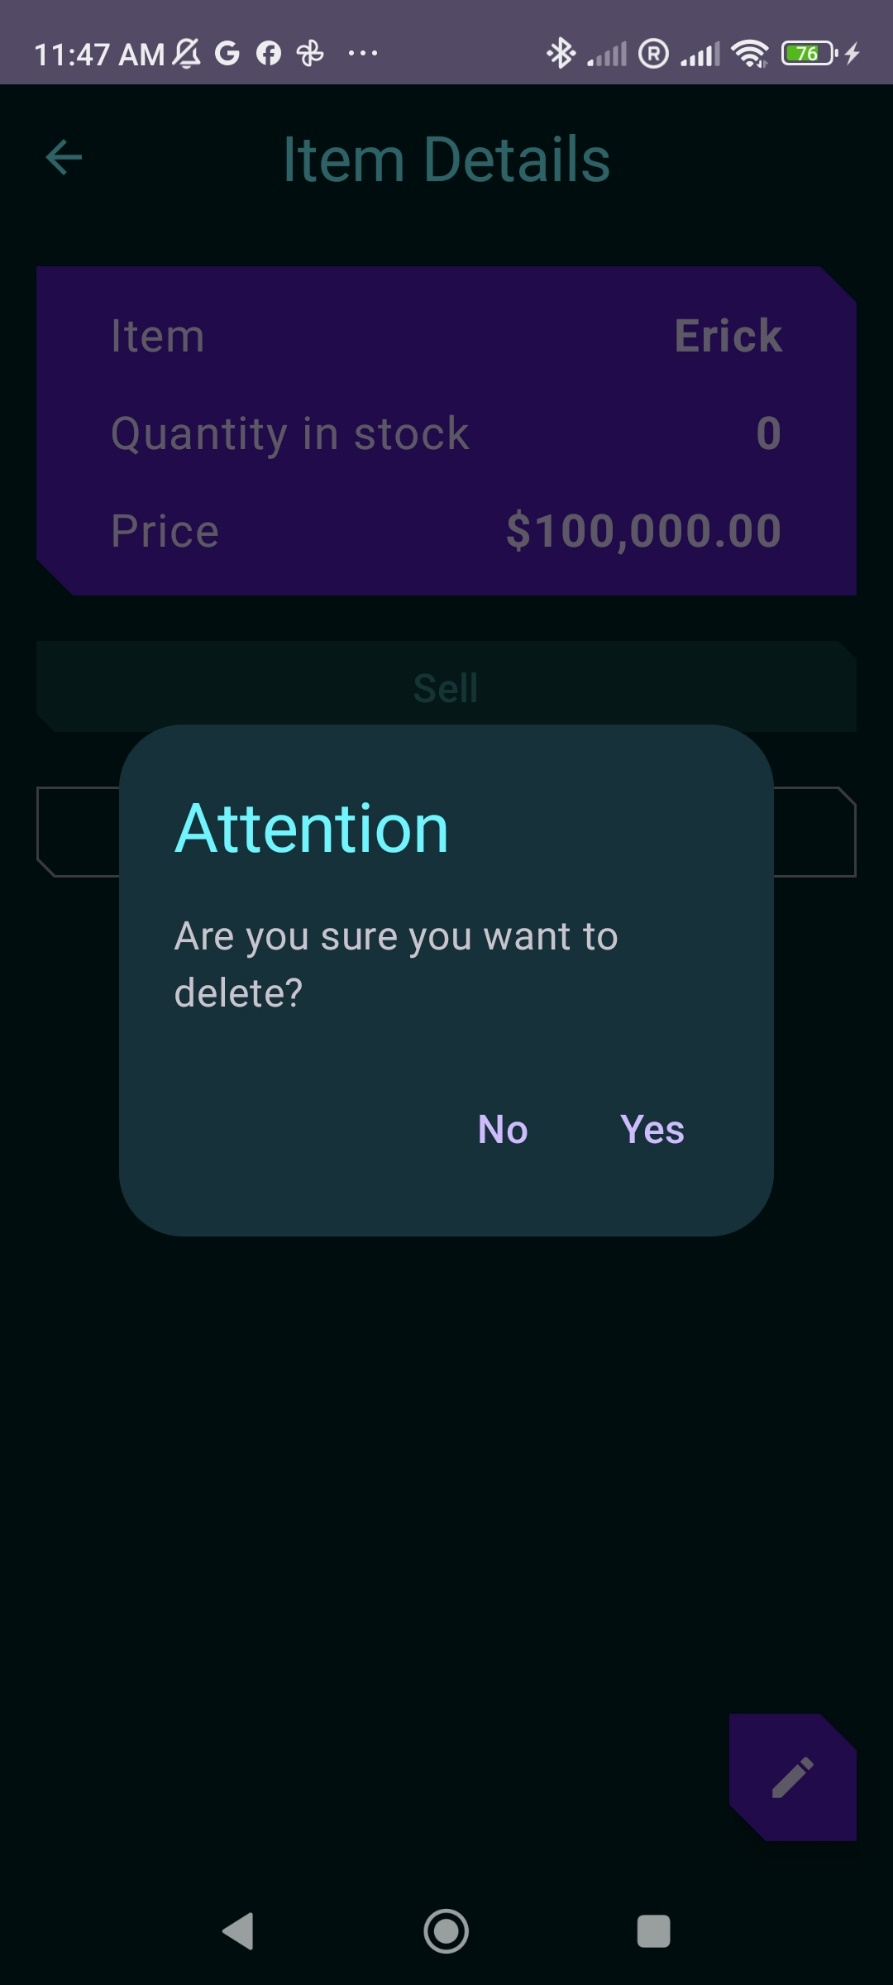 11:47 AM 76
Item Details
Item Erick
Quantity in stock 0
Price $100,000.00
Sell
Attention
Are you sure you want to
delete?
No Yes